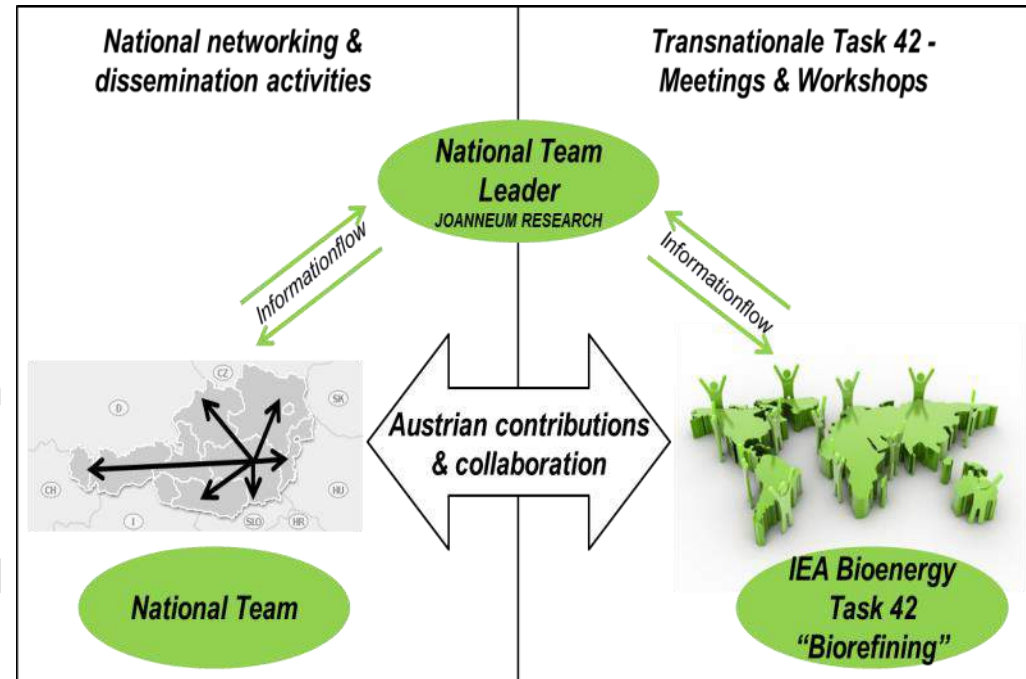 National networking &
dissemination activities
Transnationale Task 42 -
Meetings & Workshops
National Team
Leader
JOANNEUM RESEARCH
Informationflow
Informationflow
CZ
D
SK
CH
HU
I
SLO
HR
Austrian contributions
& collaboration
National Team
IEA Bioenergy
Task 42
“Biorefining”